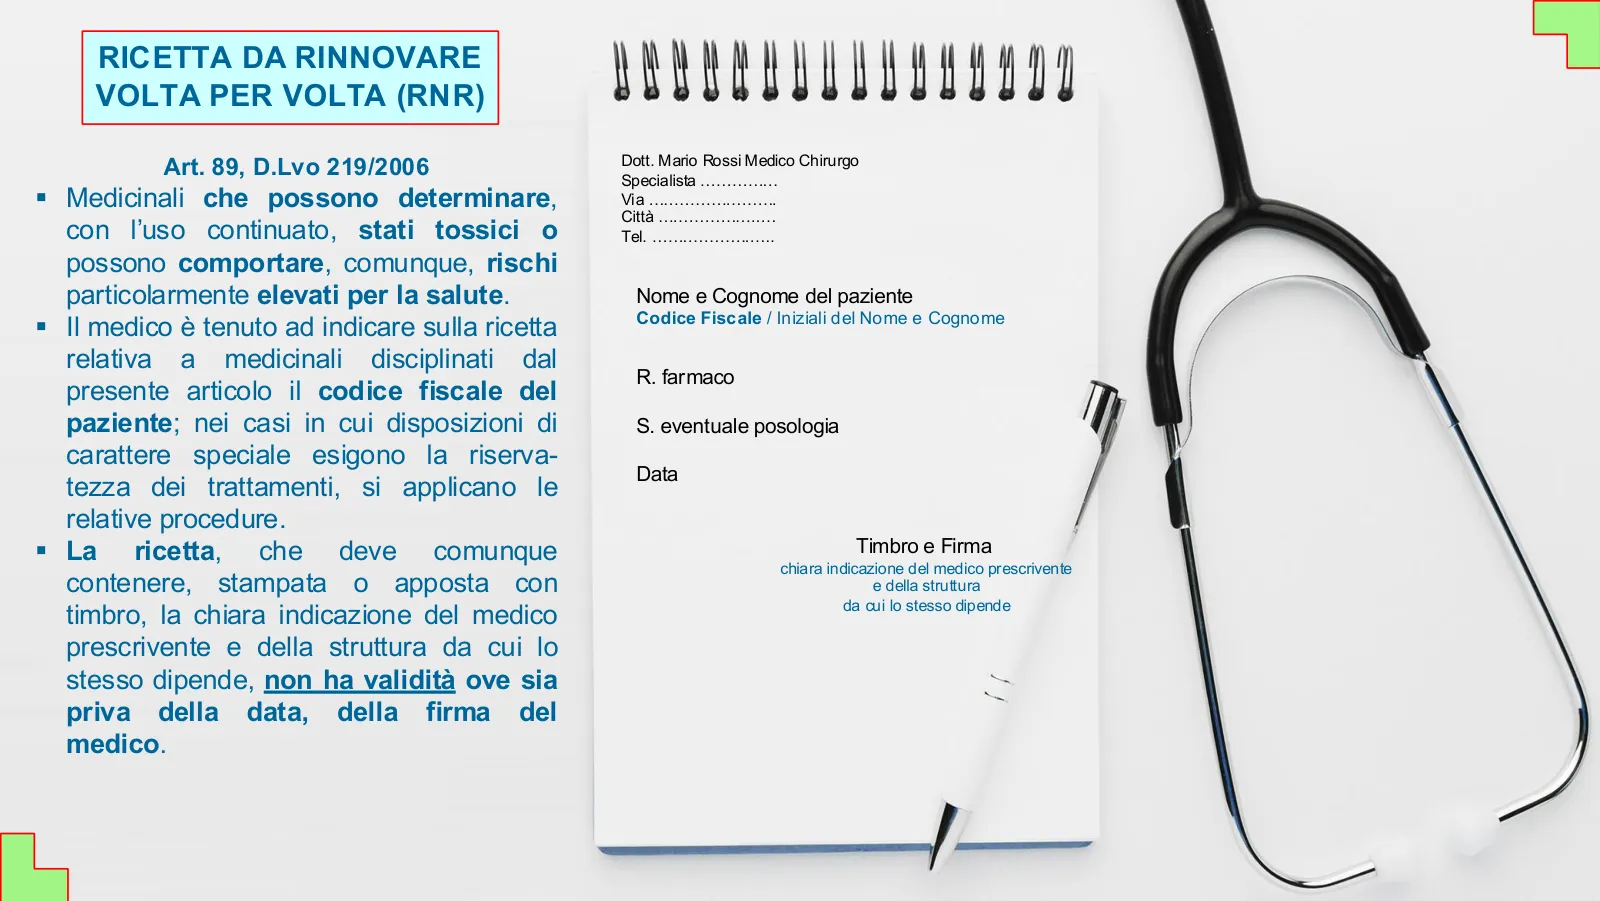 RICETTA DA RINNOVARE
VOLTA PER VOLTA (RNR)
Art. 89, D.Lvo 219/2006
▪ Medicinali che possono determinare,
con l’uso continuato, stati tossici o
possono comportare, comunque, rischi
particolarmente elevati per la salute.
▪ Il medico è tenuto ad indicare sulla ricetta
relativa a medicinali disciplinati dal
presente articolo il codice fiscale del
paziente; nei casi in cui disposizioni di
carattere speciale esigono la riserva-
tezza dei trattamenti, si applicano le
relative procedure.
▪ La ricetta, che deve comunque
contenere, stampata o apposta con
timbro, la chiara indicazione del medico
prescrivente e della struttura da cui lo
stesso dipende, non ha validità ove sia
priva della data, della firma del
medico.
Dott. Mario Rossi Medico Chirurgo
Specialista ……………
Via …………………….
Città ………………..….
Tel. ……………………
Nome e Cognome del paziente
Codice Fiscale / Iniziali del Nome e Cognome
R. farmaco
S. eventuale posologia
Data
Timbro e Firma
chiara indicazione del medico prescrivente
e della struttura
da cui lo stesso dipende